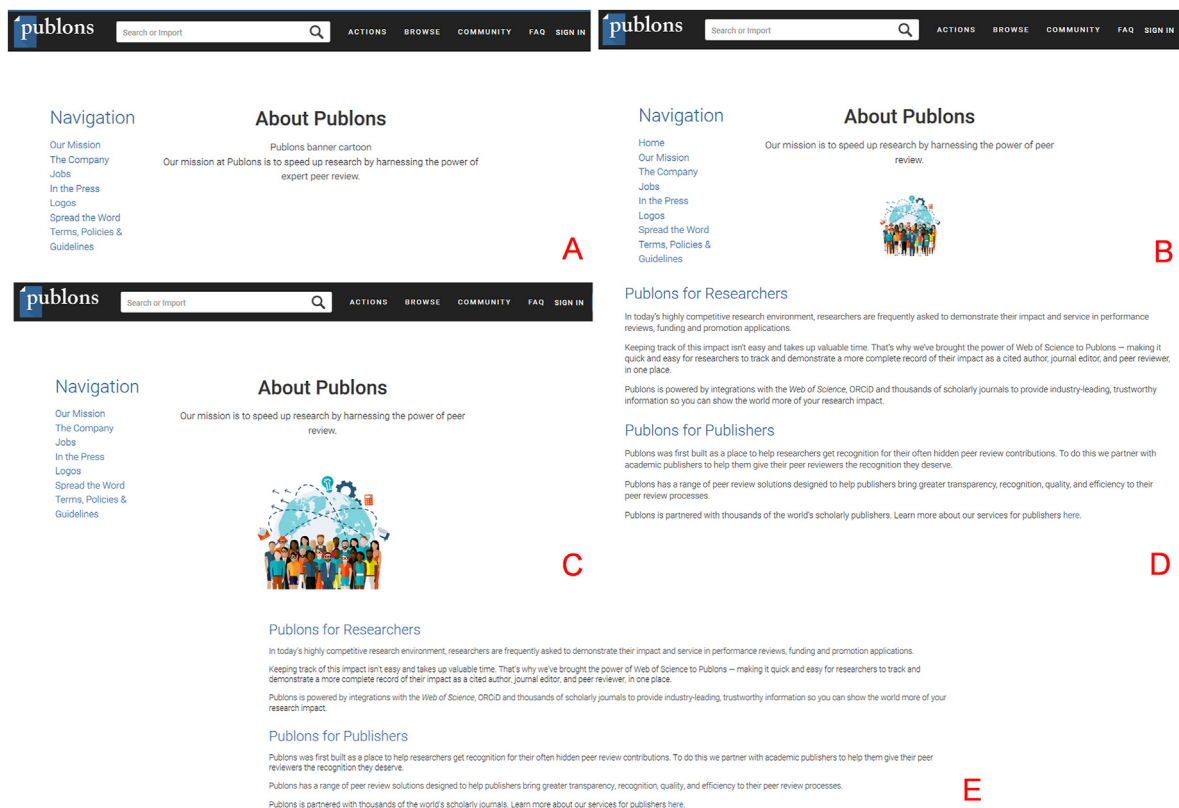 publons
Search or Import
ACTIONS BROWSE COMMUNITY FAQ SIGN IN
Navigation
Our Mission
The Company
Jobs
In the Press
Logos
Spread the Word
Terms, Policies &
Guidelines
About Publons
Publons banner cartoon
Our mission at Publons is to speed up research by harnessing the power of
expert peer review.
A
publons
Search or Import
ACTIONS BROWSE COMMUNITY FAQ SIGN IN
Navigation
Home
Our Mission
The Company
Jobs
In the Press
Logos
Spread the Word
Terms, Policies &
Guidelines
About Publons
Our mission is to speed up research by harnessing the power of peer
review.
B
publons
Search or Import
ACTIONS BROWSE COMMUNITY FAQ SIGN IN
Navigation
Our Mission
The Company
Jobs
In the Press
Logos
Spread the Word
Terms, Policies &
Guidelines
About Publons
Our mission is to speed up research by harnessing the power of peer
review.
C
Publons for Researchers
In today's highly competitive research environment, researchers are frequently asked to demonstrate their impact and service in performance
reviews, funding and promotion applications.
Keeping track of this impact isn't easy and takes up valuable time. That's why we've brought the power of Web of Science to Publons — making it
quick and easy for researchers to track and demonstrate a more complete record of their impact as a cited author, journal editor, and peer reviewer,
in one place.
Publons is powered by integrations with the Web of Science, ORCiD and thousands of scholarly journals to provide industry-leading, trustworthy
information so you can show the world more of your research impact.
Publons for Publishers
Publons was first built as a place to help researchers get recognition for their often hidden peer review contributions. To do this we partner with
academic publishers to help them give their peer reviewers the recognition they deserve.
Publons has a range of peer review solutions designed to help publishers bring greater transparency, recognition, quality, and efficiency to their
peer review processes.
Publons is partnered with thousands of the world's scholarly publishers. Learn more about our services for publishers here.
D
Publons for Researchers
In today's highly competitive research environment, researchers are frequently asked to demonstrate their impact and service in performance reviews, funding and promotion applications.
Keeping track of this impact isn't easy and takes up valuable time. That's why we've brought the power of Web of Science to Publons — making it quick and easy for researchers to track and
demonstrate a more complete record of their impact as a cited author, journal editor, and peer reviewer, in one place.
Publons is powered by integrations with the Web of Science, ORCiD and thousands of scholarly journals to provide industry-leading, trustworthy information so you can show the world more of your
research impact.
Publons for Publishers
Publons was first built as a place to help researchers get recognition for their often hidden peer review contributions. To do this we partner with academic publishers to help them give their peer
reviewers the recognition they deserve.
Publons has a range of peer review solutions designed to help publishers bring greater transparency, recognition, quality, and efficiency to their peer review processes.
Publons is partnered with thousands of the world's scholarly journals. Learn more about our services for publishers here.
E